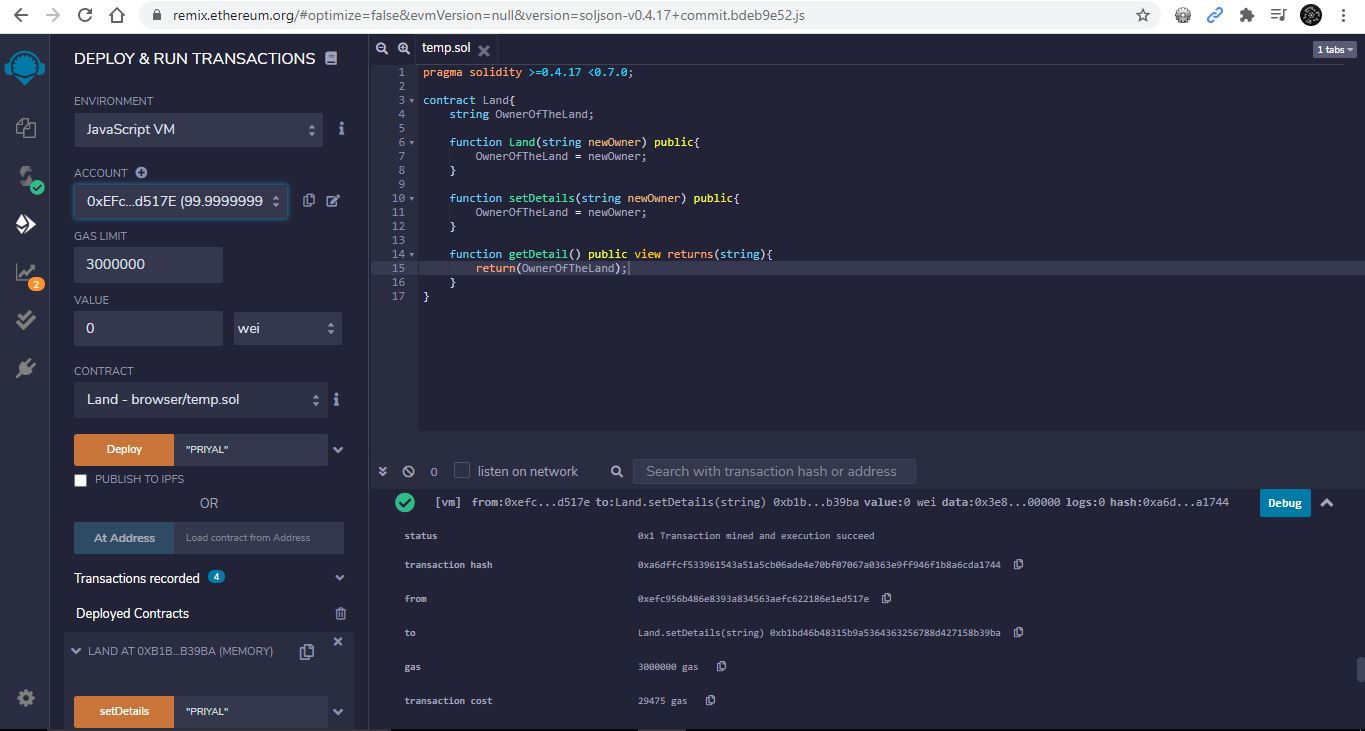 remix.ethereum.org/#optimize=false&evmVersion=null&version=soljson-v0.4.17+commit.bdeb9e52.js
DEPLOY & RUN TRANSACTIONS
ENVIRONMENT
JavaScript VM
ACCOUNT
0xEFc...d517E (99.9999999
GAS LIMIT
3000000
VALUE
0
wei
CONTRACT
Land - browser/temp.sol
Deploy
"PRIYAL"
PUBLISH TO IPFS
OR
At Address
Load contract from Address
Transactions recorded 4
Deployed Contracts
LAND AT 0XB1B...B39BA (MEMORY)
setDetails
"PRIYAL"
2
temp.sol
1 tabs
1 pragma solidity >=0.4.17 <0.7.0;
2
3 contract Land{
4 string OwnerOfTheLand;
5
6 function Land(string newOwner) public{
7 OwnerOfTheLand = newOwner;
8 }
9
10 function setDetails(string newOwner) public{
11 OwnerOfTheLand = newOwner;
12 }
13
14 function getDetail() public view returns(string){
15 return(OwnerOfTheLand);
16 }
17 }
0
listen on network
Search with transaction hash or address
[vm] from:0xefc...d517e to:Land.setDetails(string) 0xb1b...b39ba value:0 wei data:0x3e8...00000 logs:0 hash:0xa6d...a1744
Debug
status 0x1 Transaction mined and execution succeed
transaction hash 0xa6dffcf533961543a51a5cb06ade4e70bf07067a0363e9ff946f1b8a6cda1744
from 0xefc956b486e8393a834563aefc622186e1ed517e
to Land.setDetails(string) 0xb1bd46b48315b9a5364363256788d427158b39ba
gas 3000000 gas
transaction cost 29475 gas